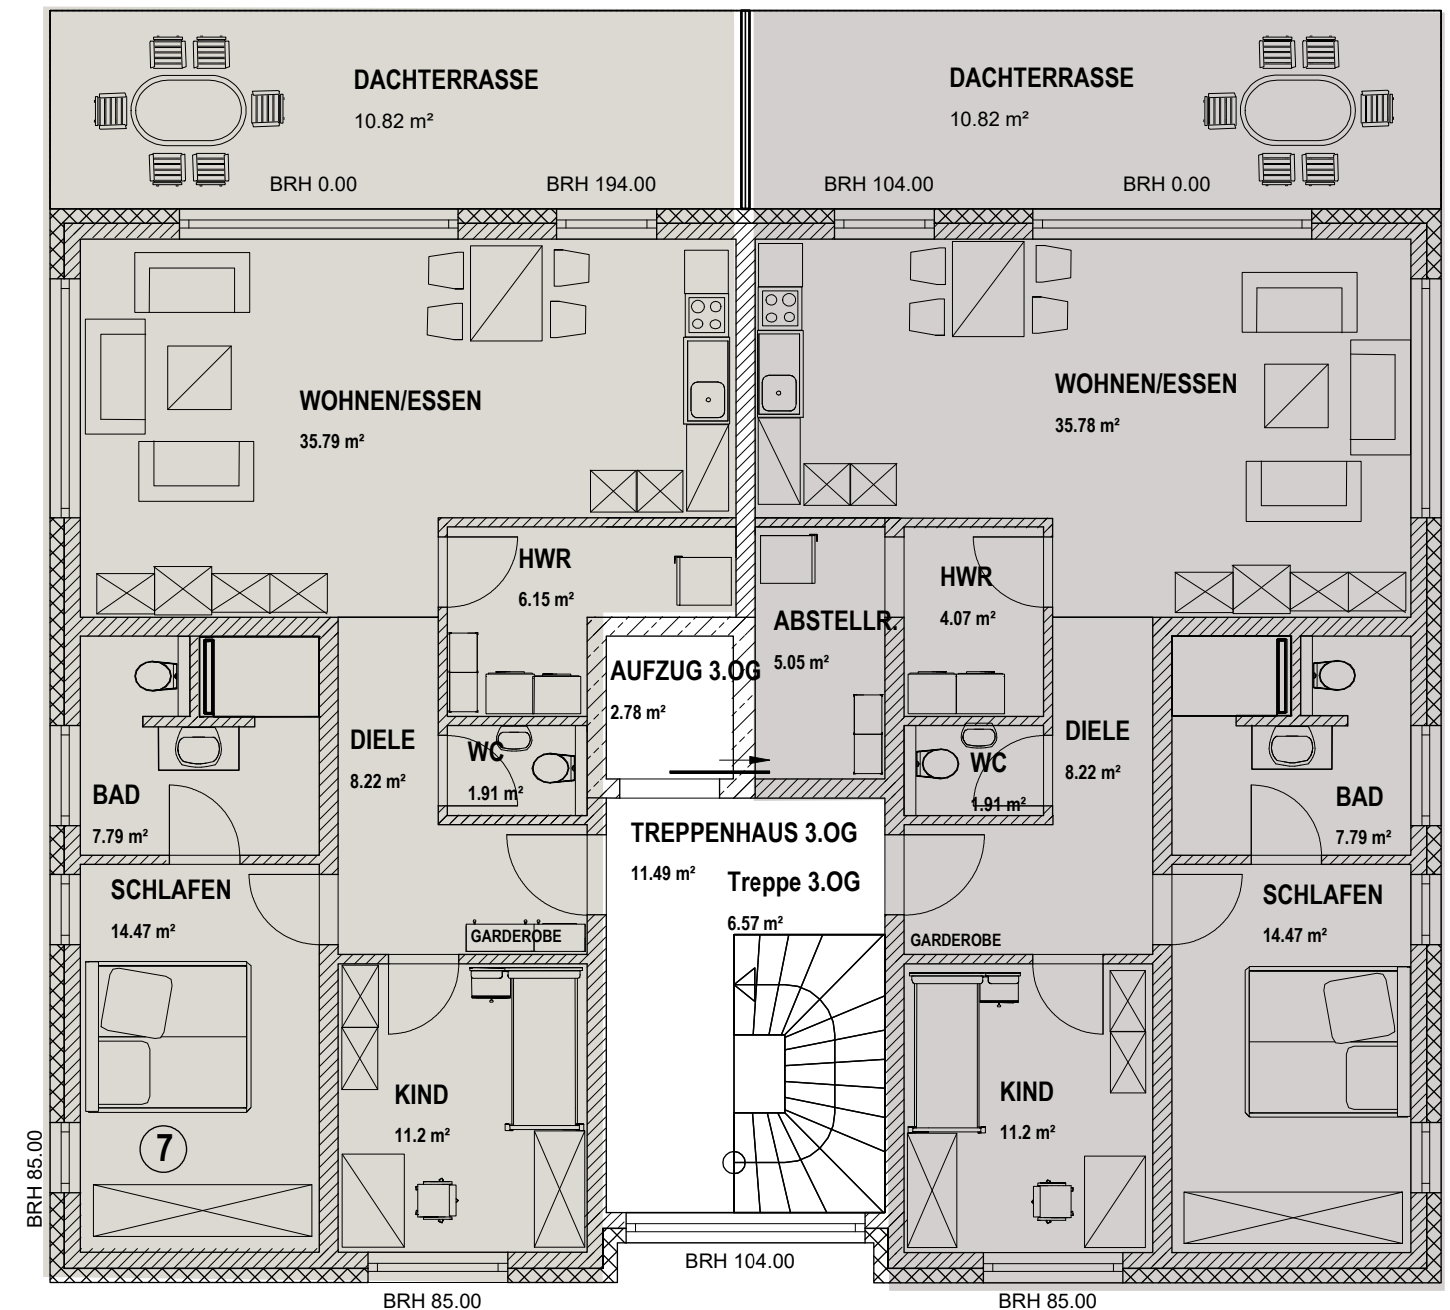 DACHTERRASSE
10.82 m²
DACHTERRASSE
10.82 m²
BRH 0.00
BRH 194.00
BRH 104.00
BRH 0.00
WOHNEN/ESSEN
35.79 m²
WOHNEN/ESSEN
35.78 m²
HWR
6.15 m²
ABSTELLR.
5.05 m²
HWR
4.07 m²
AUFZUG 3.OG
2.78 m²
DIELE
8.22 m²
WC
1.91 m²
WC
1.91 m²
DIELE
8.22 m²
BAD
7.79 m²
BAD
7.79 m²
TREPPENHAUS 3.OG
11.49 m²
Treppe 3.OG
6.57 m²
SCHLAFEN
14.47 m²
SCHLAFEN
14.47 m²
GARDEROBE
GARDEROBE
KIND
11.2 m²
KIND
11.2 m²
7
BRH 85.00
BRH 104.00
BRH 85.00
BRH 85.00